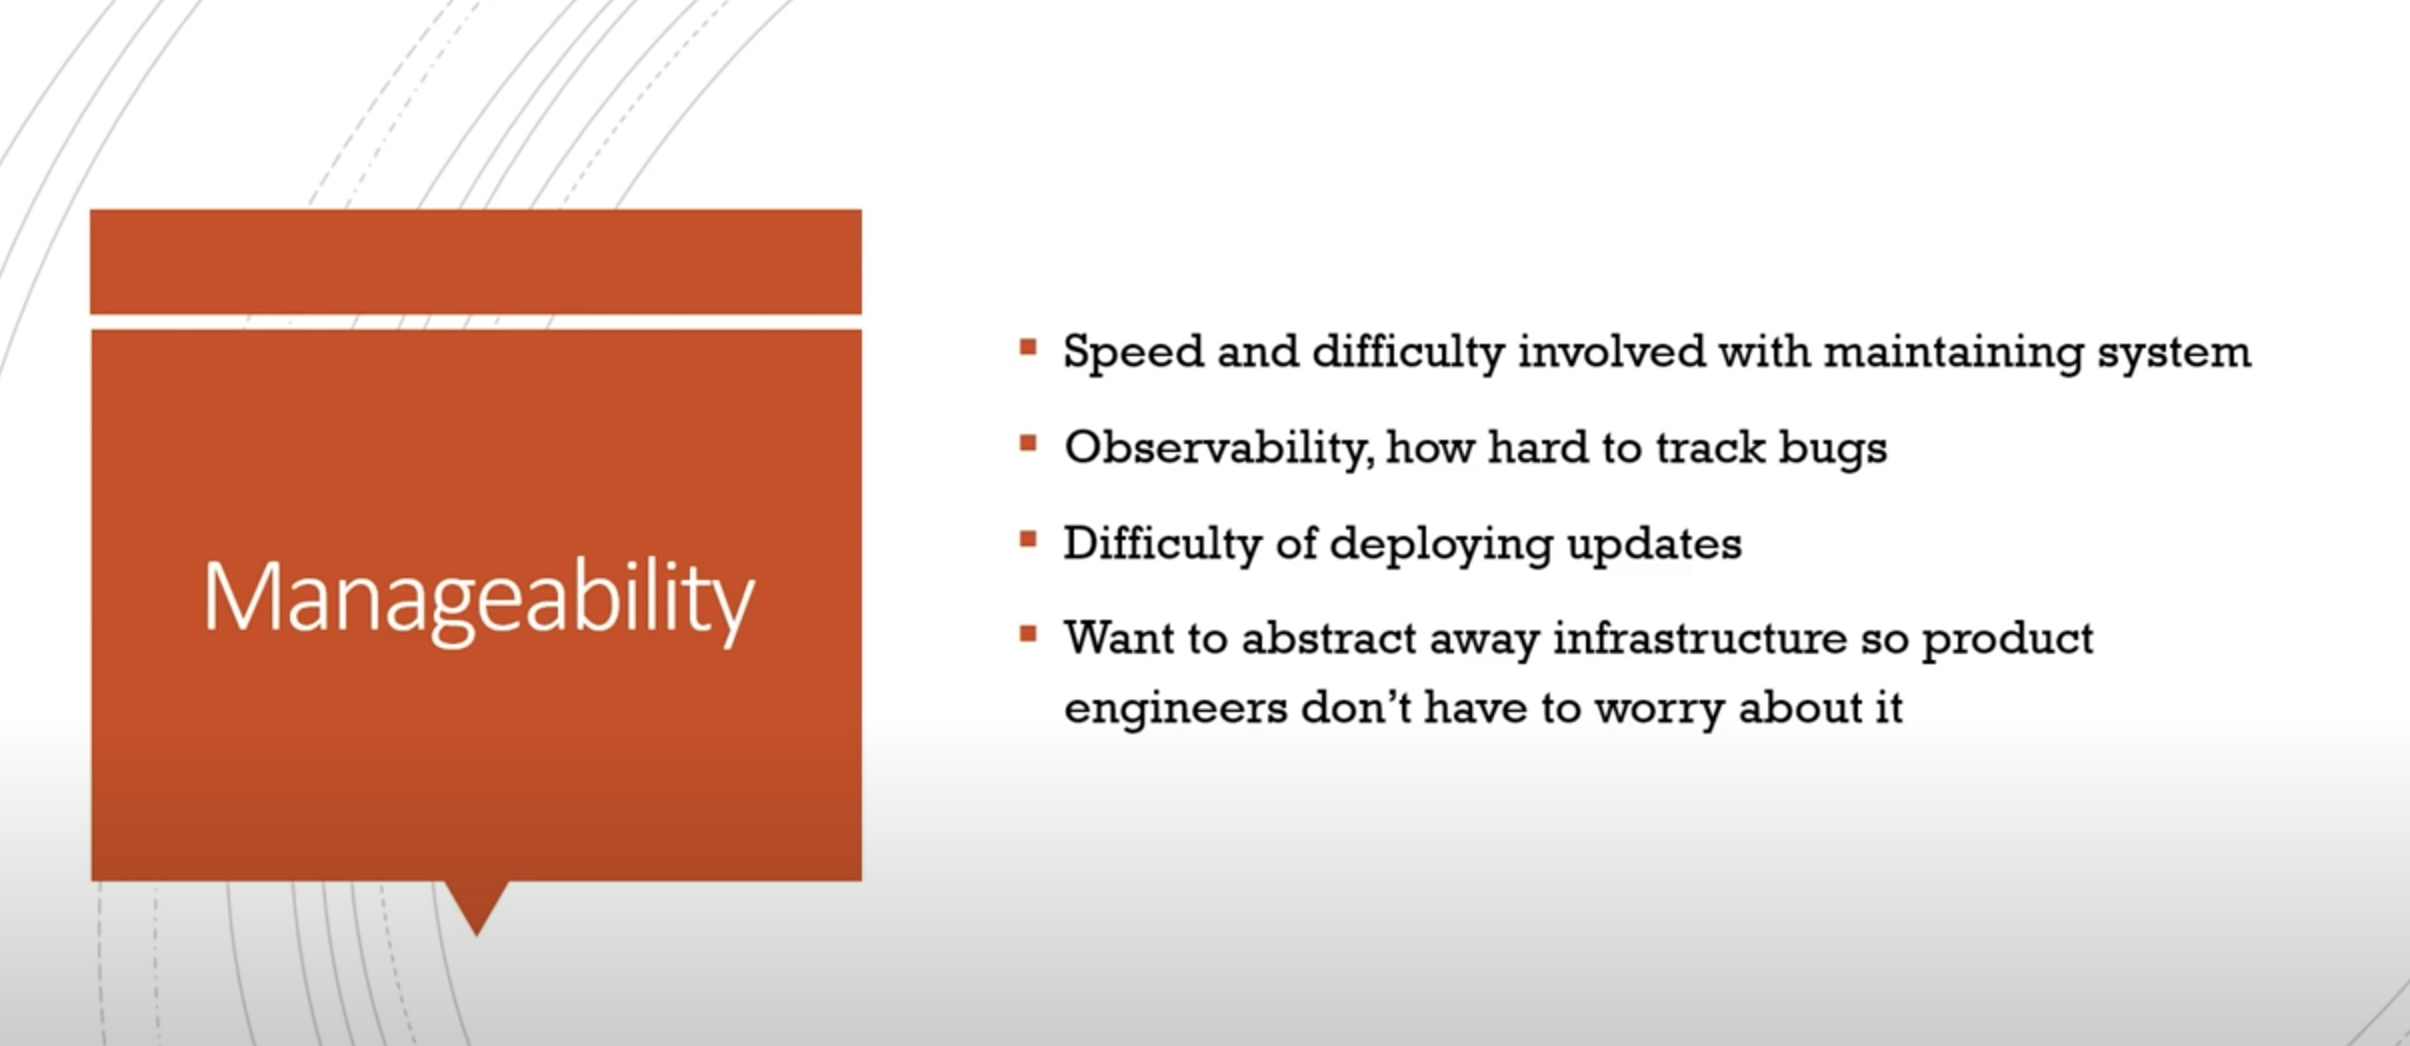 Manageability
Speed and difficulty involved with maintaining system
Observability, how hard to track bugs
Difficulty of deploying updates
Want to abstract away infrastructure so product
engineers don’t have to worry about it